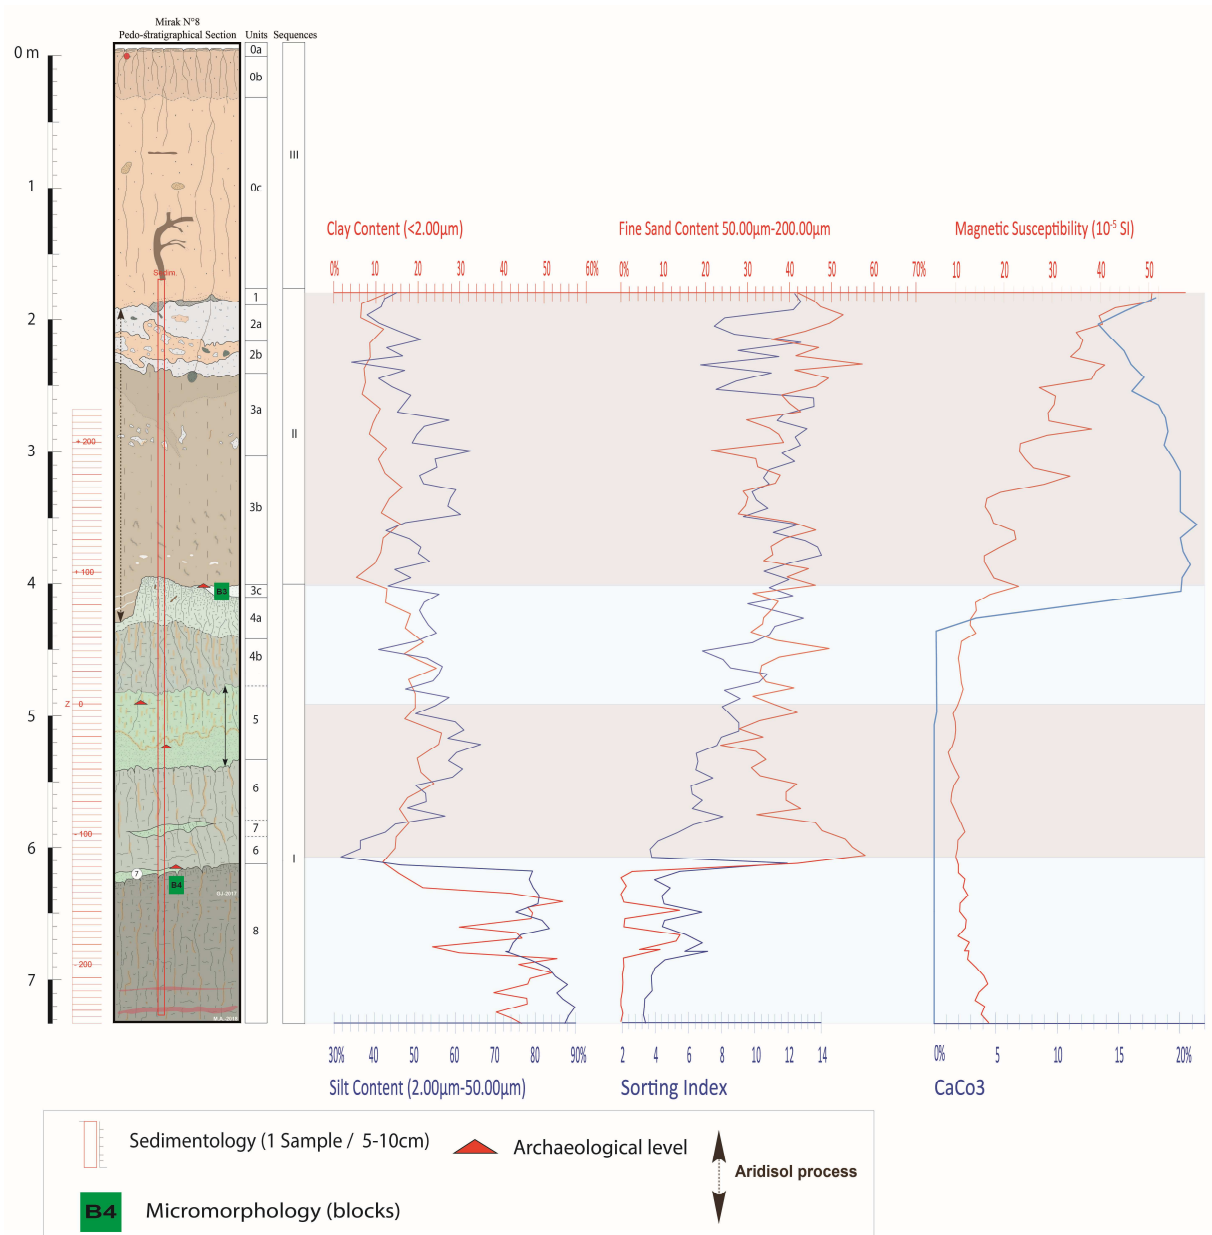 Mirak N°8
Pedo-stratigraphical Section
Units
Sequences
0 m
1
2
3
4
5
6
7
+ 200
+ 100
Z 0
- 100
- 200
Sedim.
B3
7
B4
0a
0b
0c
1
2a
2b
3a
3b
3c
4a
4b
5
6
7
6
8
III
II
I
Clay Content (<2.00µm)
0% 10 20 30 40 50 60%
Fine Sand Content 50.00µm-200.00µm
0% 10 20 30 40 50 60 70%
Magnetic Susceptibility (10-5 SI)
10 20 30 40 50
30% 40 50 60 70 80 90%
Silt Content (2.00µm-50.00µm)
2 4 6 8 10 12 14
Sorting Index
0% 5 10 15 20%
CaCo3
Sedimentology (1 Sample / 5-10cm)
Archaeological level
Aridisol process
B4
Micromorphology (blocks)